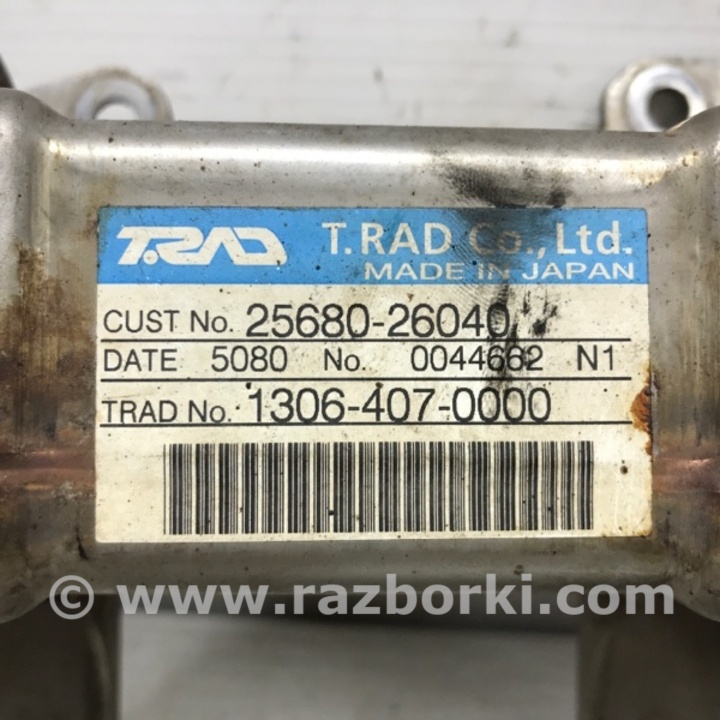 T.RAD T.RAD Co., Ltd.
MADE IN JAPAN
CUST No. 25680-26040
DATE 5080 No. 0044662 N1
TRAD No. 1306-407-0000
© www.razborki.com